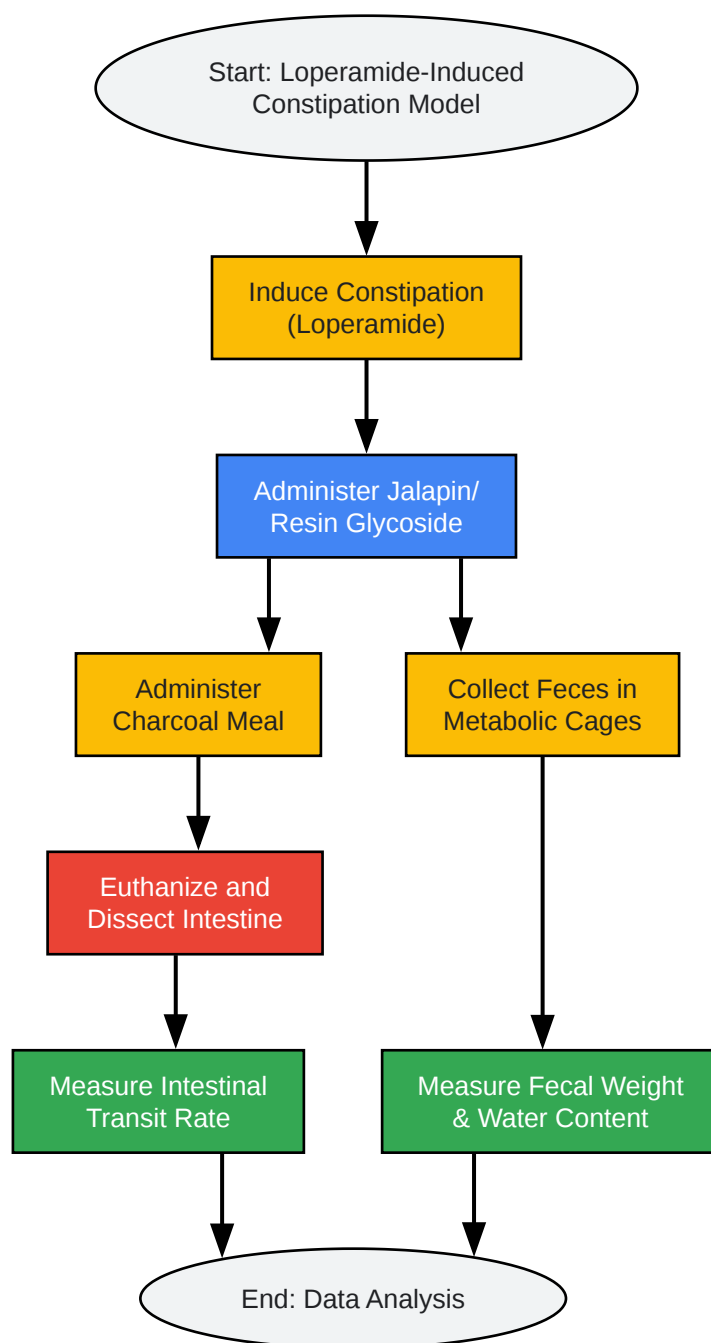 Start: Loperamide-Induced
Constipation Model
Induce Constipation
(Loperamide)
Administer Jalapin/
Resin Glycoside
Administer
Charcoal Meal
Collect Feces in
Metabolic Cages
Euthanize and
Dissect Intestine
Measure Intestinal
Transit Rate
Measure Fecal Weight
& Water Content
End: Data Analysis